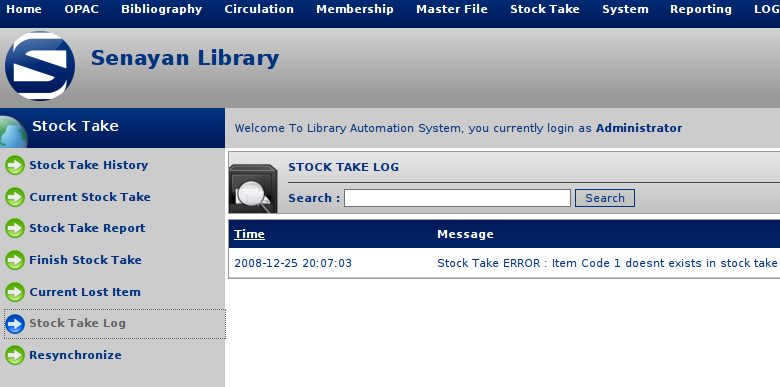 Home OPAC Bibliography Circulation Membership Master File Stock Take System Reporting LOG
S Senayan Library
Stock Take
Welcome To Library Automation System, you currently login as Administrator
Stock Take History
Current Stock Take
Stock Take Report
Finish Stock Take
Current Lost Item
Stock Take Log
Resynchronize
STOCK TAKE LOG
Search : Search
Time Message
2008-12-25 20:07:03 Stock Take ERROR : Item Code 1 doesnt exists in stock take